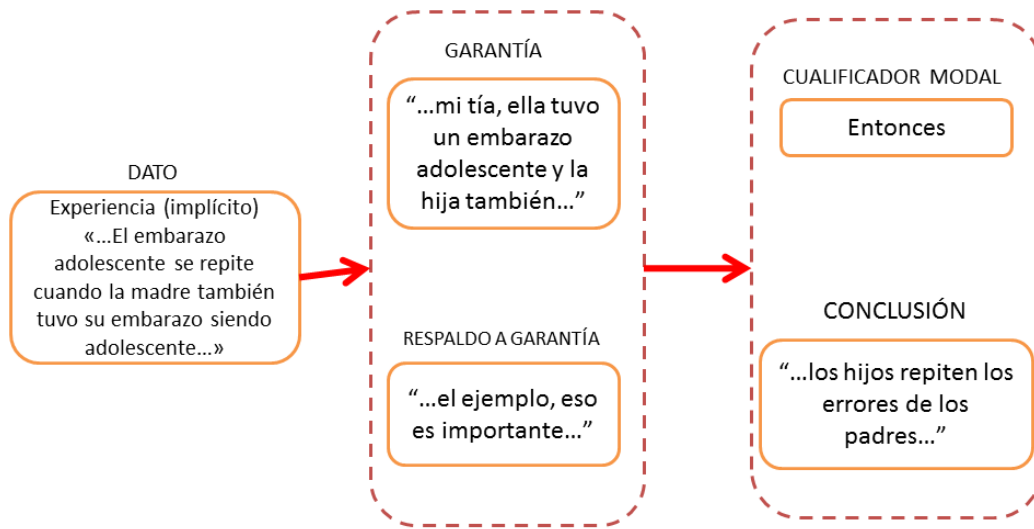 DATO
Experiencia (implícito)
«...El embarazo
adolescente se repite
cuando la madre también
tuvo su embarazo siendo
adolescente...»
GARANTÍA
“...mi tía, ella tuvo
un embarazo
adolescente y la
hija también...”
RESPALDO A GARANTÍA
“...el ejemplo, eso
es importante...”
CUALIFICADOR MODAL
Entonces
CONCLUSIÓN
“...los hijos repiten los
errores de los
padres...”